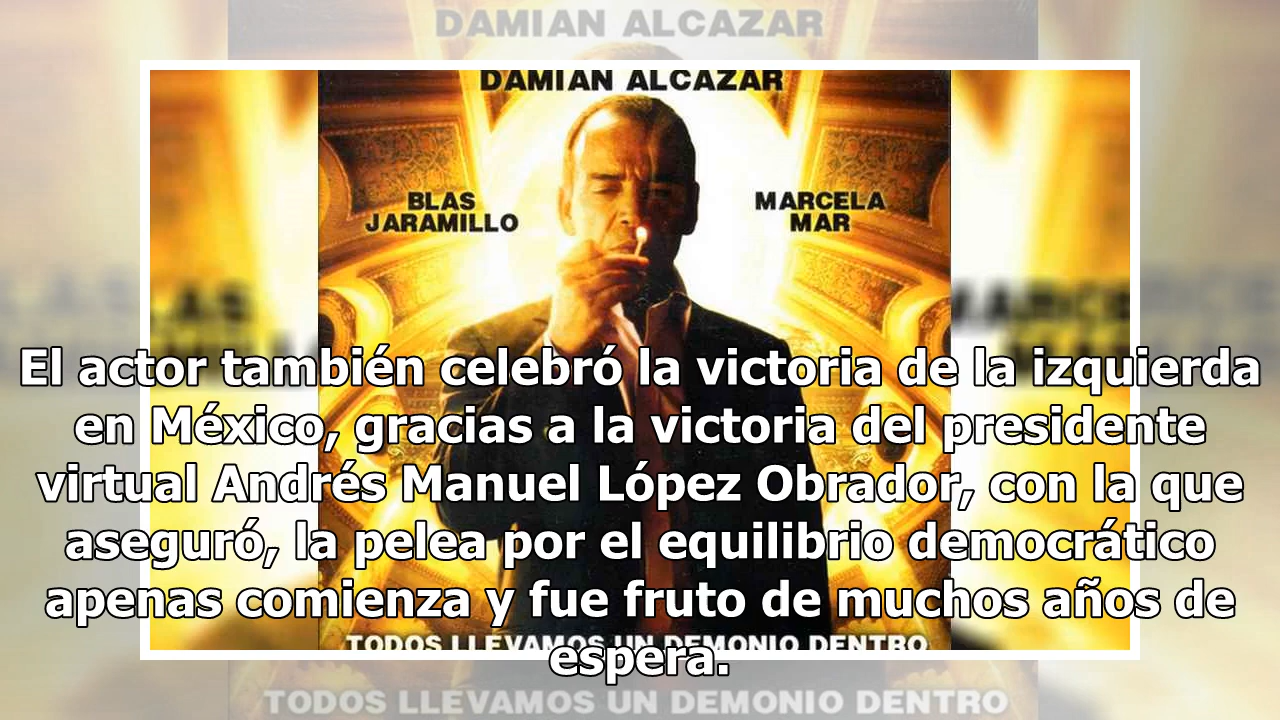 DAMIAN ALCAZAR
DAMIAN ALCAZAR
BLAS
JARAMILLO
MARCELA
MAR
El actor también celebró la victoria de la izquierda
en México, gracias a la victoria del presidente
virtual Andrés Manuel López Obrador, con la que
aseguró, la pelea por el equilibrio democrático
apenas comienza y fue fruto de muchos años de
espera.
TODOS LLEVAMOS UN DEMONIO DENTRO
TODOS LLEVAMOS UN DEMONIO DENTRO